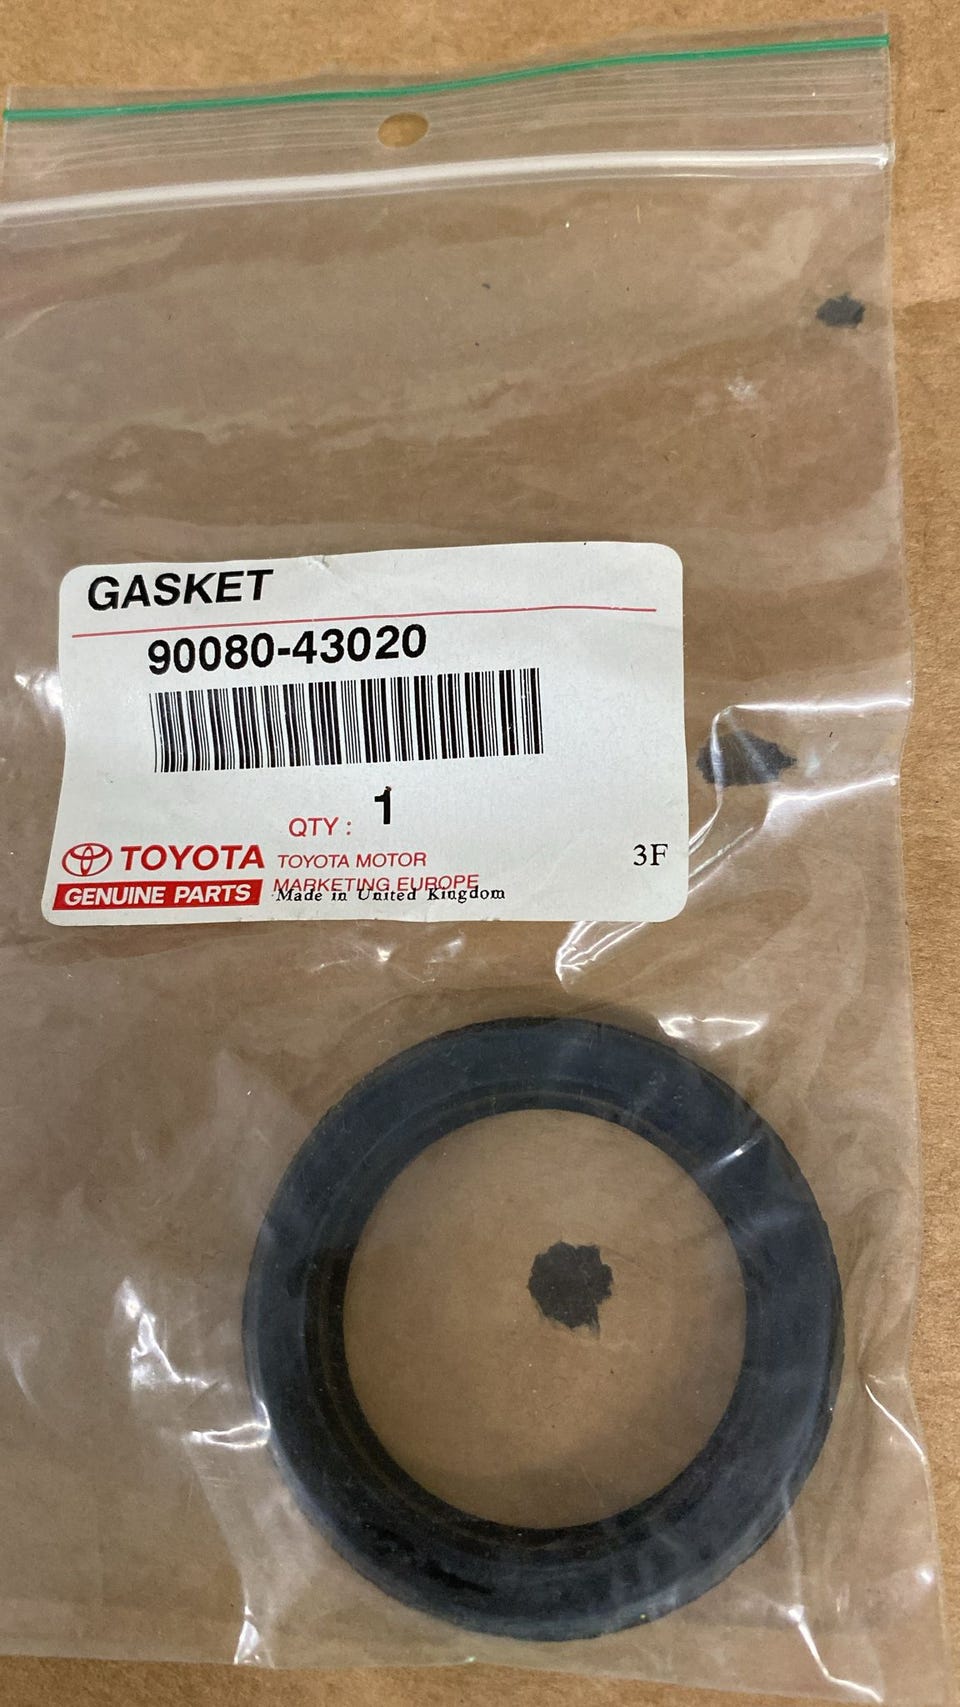 GASKET
90080-43020
QTY : 1
TOYOTA TOYOTA MOTOR 3F
GENUINE PARTS MARKETING EUROPE
Made in United Kingdom